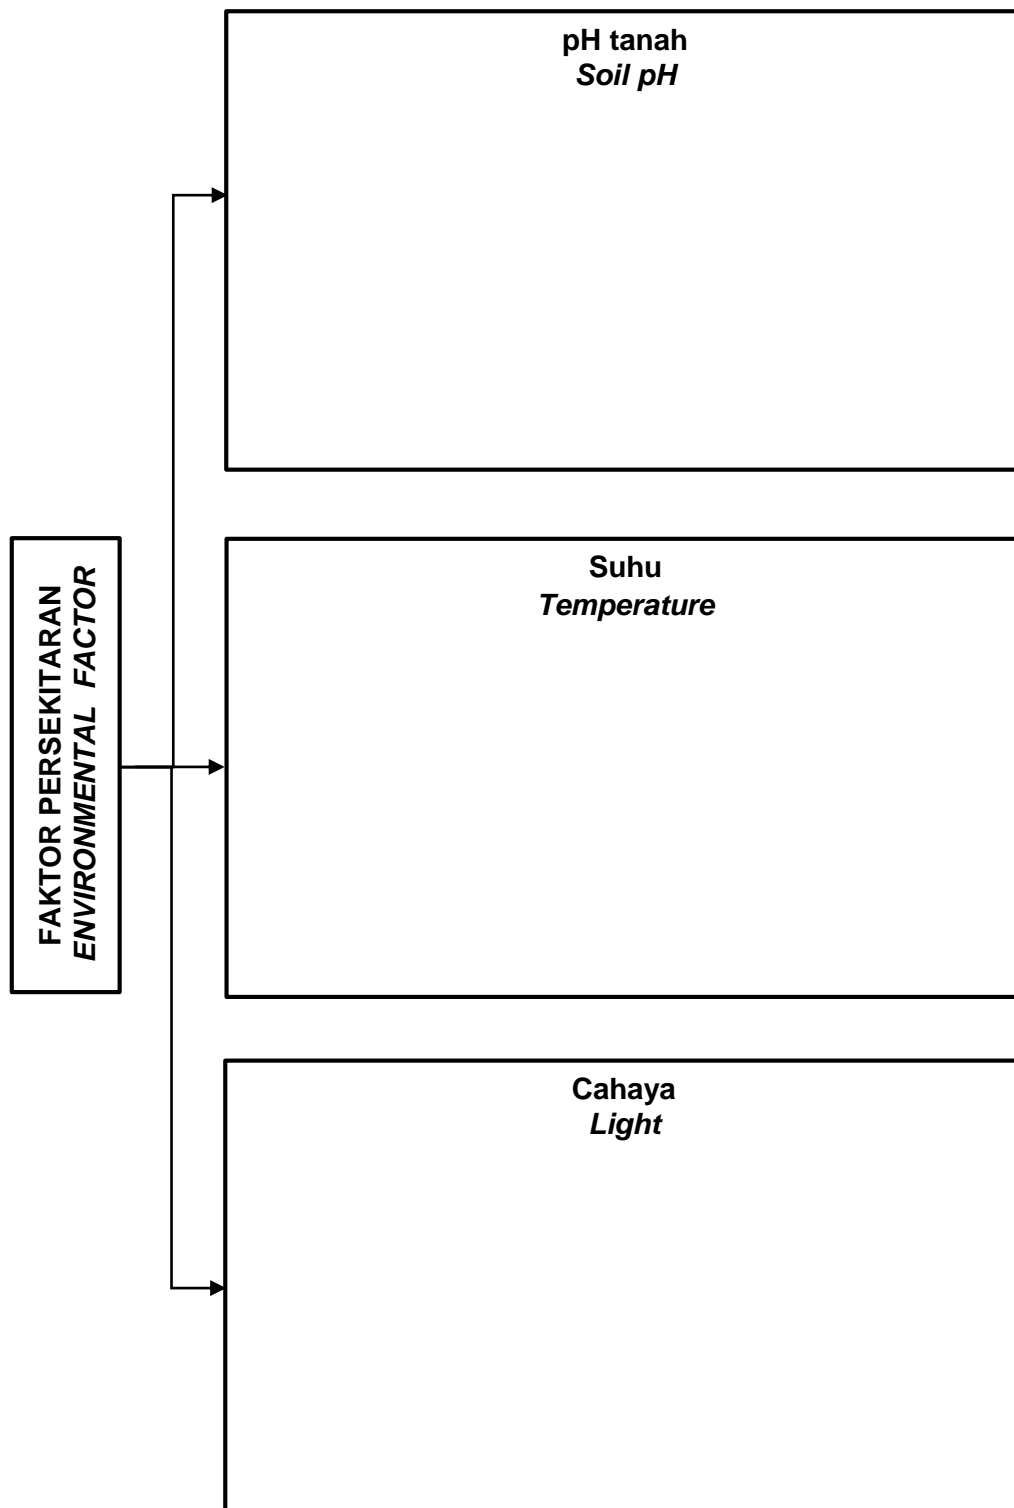 pH tanah
Soil pH
FAKTOR PERSEKITARAN
ENVIRONMENTAL FACTOR
Suhu
Temperature
Cahaya
Light